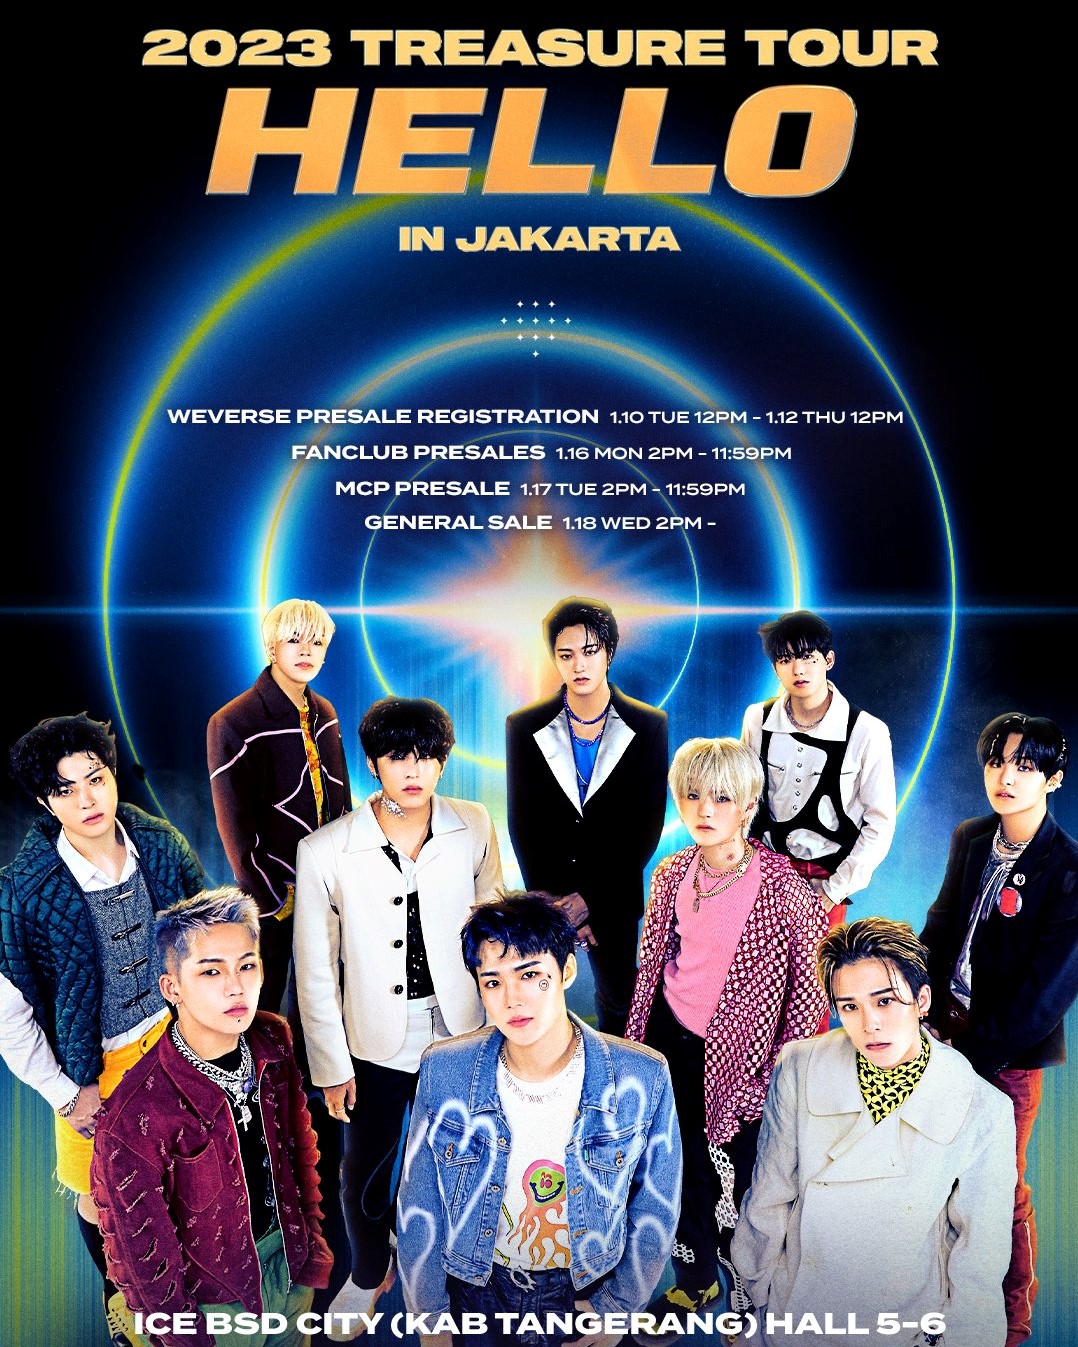 2023 TREASURE TOUR
HELLO
IN JAKARTA
WEVERSE PRESALE REGISTRATION 1.10 TUE 12PM - 1.12 THU 12PM
FANCLUB PRESALES 1.16 MON 2PM - 11:59PM
MCP PRESALE 1.17 TUE 2PM - 11:59PM
GENERAL SALE 1.18 WED 2PM -
ICE BSD CITY (KAB TANGERANG) HALL 5-6